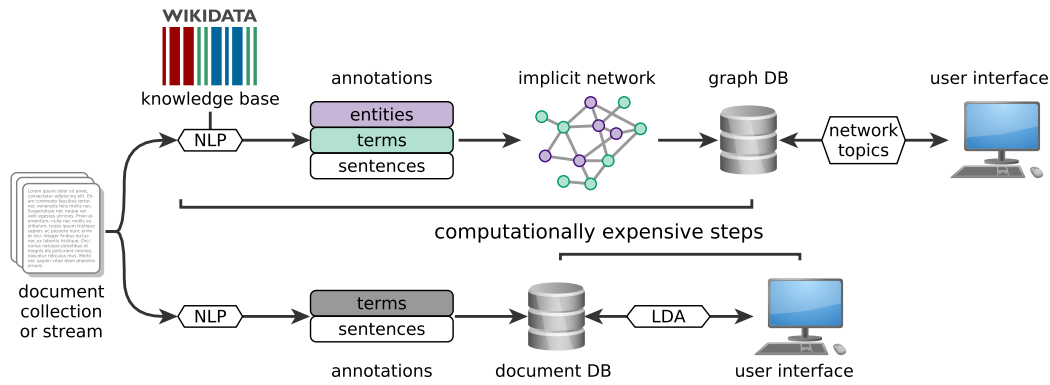 WIKIDATA
knowledge base
annotations
implicit network
graph DB
user interface
entities
terms
sentences
NLP
network
topics
computationally expensive steps
document
collection
or stream
NLP
terms
sentences
LDA
annotations
document DB
user interface